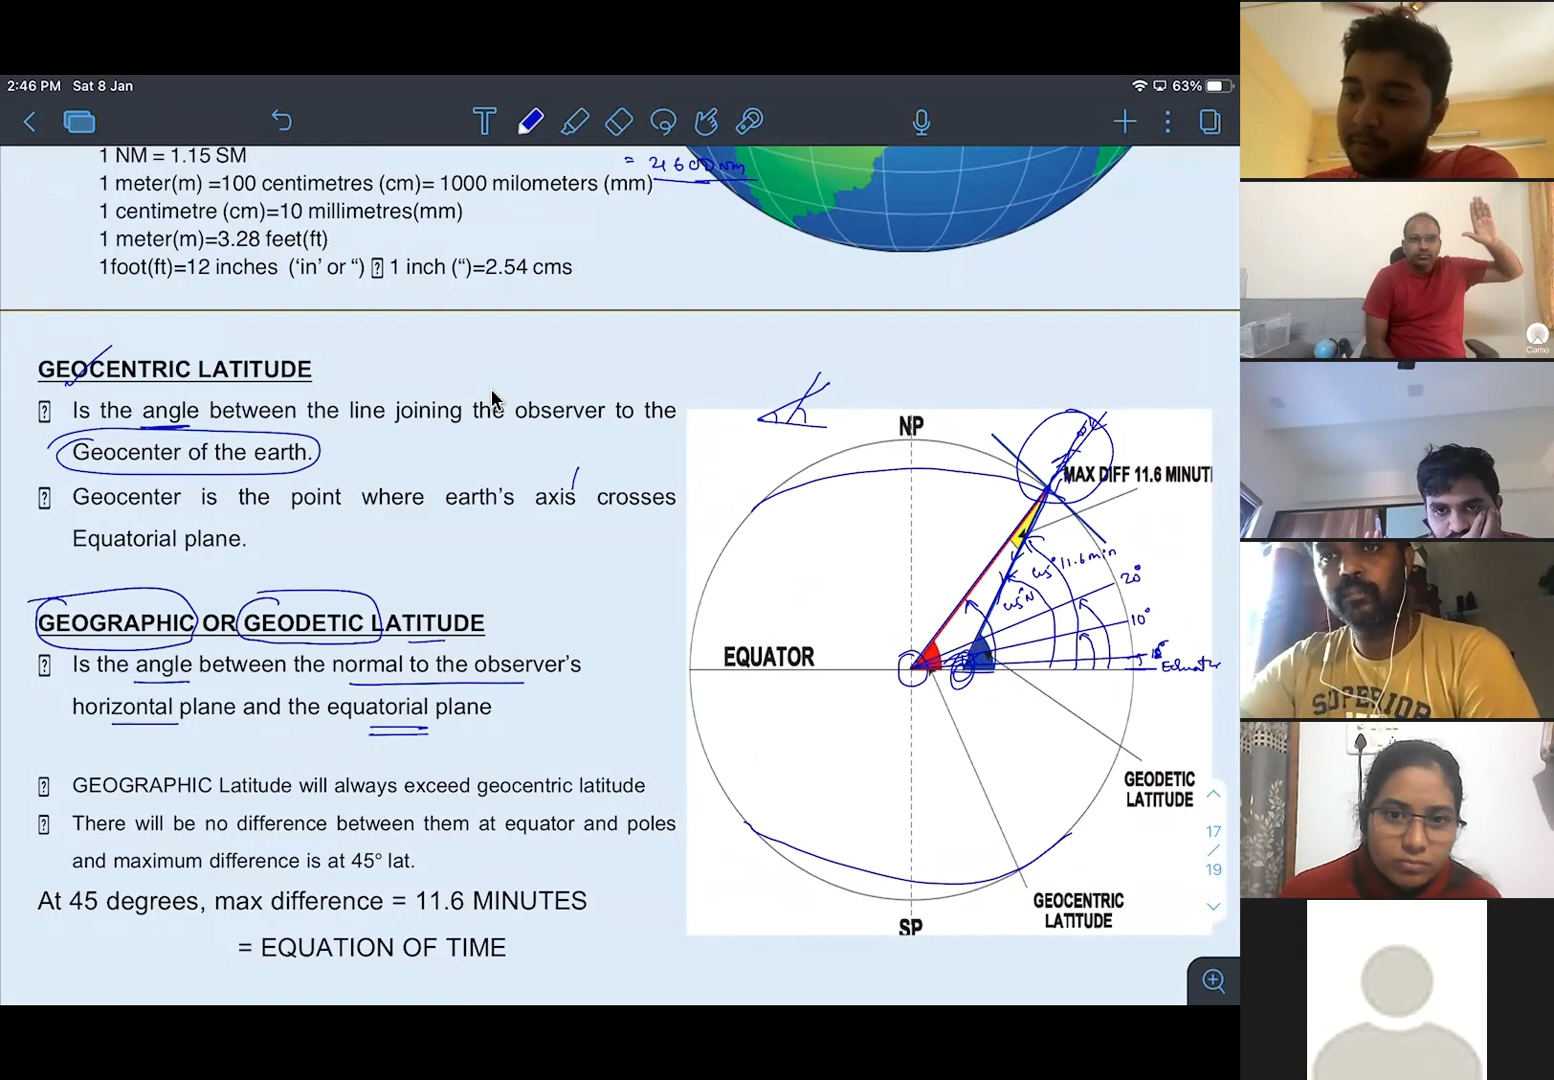 2:46 PM Sat 8 Jan
63%
1 NM = 1.15 SM
= 21600 Nm
1 meter(m) =100 centimetres (cm)= 1000 milometers (mm)
1 centimetre (cm)=10 millimetres(mm)
1 meter(m)=3.28 feet(ft)
1foot(ft)=12 inches (‘in’ or “) 1 inch (“)=2.54 cms
GEOCENTRIC LATITUDE
Is the angle between the line joining the observer to the
Geocenter of the earth.
Geocenter is the point where earth’s axis crosses
Equatorial plane.
GEOGRAPHIC OR GEODETIC LATITUDE
Is the angle between the normal to the observer’s
horizontal plane and the equatorial plane
GEOGRAPHIC Latitude will always exceed geocentric latitude
There will be no difference between them at equator and poles
and maximum difference is at 45° lat.
At 45 degrees, max difference = 11.6 MINUTES
= EQUATION OF TIME
NP
MAX DIFF 11.6 MINUT
45° 11.6 min
20°
45°N
10°
EQUATOR
Equator
GEODETIC
LATITUDE
GEOCENTRIC
LATITUDE
SP
17
19
Camo
SUPERIOR